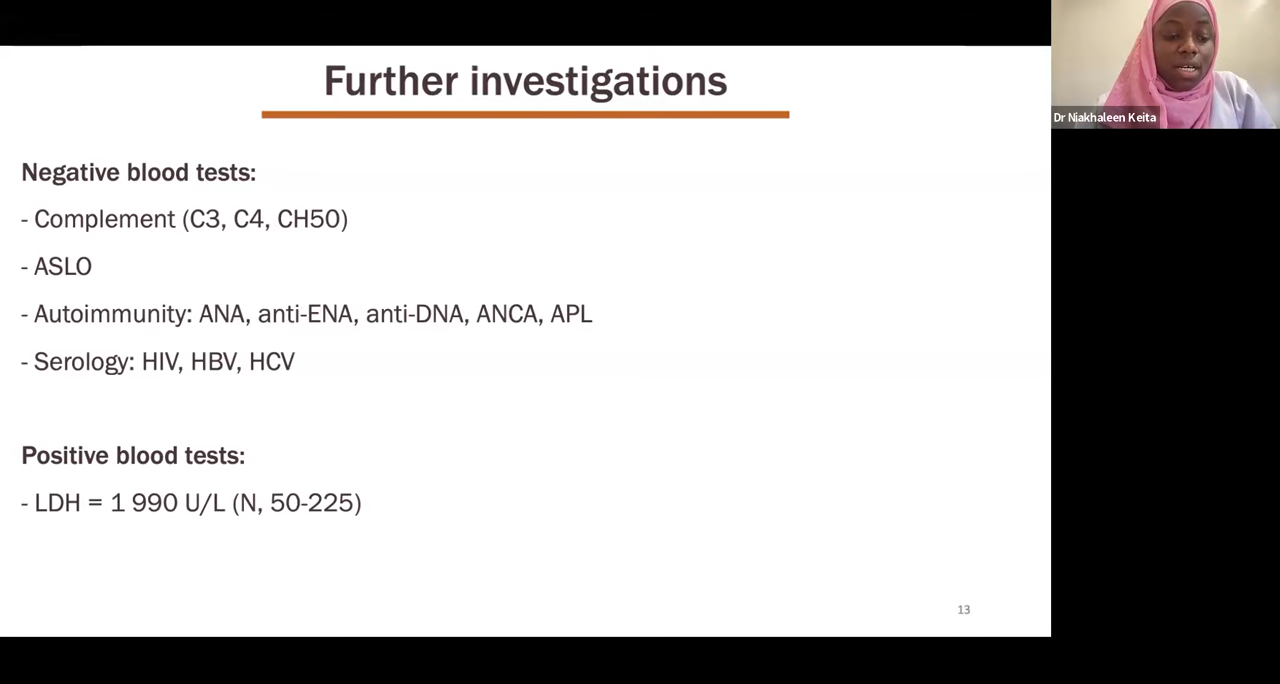 Further investigations
Negative blood tests:
- Complement (C3, C4, CH50)
- ASLO
- Autoimmunity: ANA, anti-ENA, anti-DNA, ANCA, APL
- Serology: HIV, HBV, HCV
Positive blood tests:
- LDH = 1 990 U/L (N, 50-225)
13
Dr Niakhaleen Keita